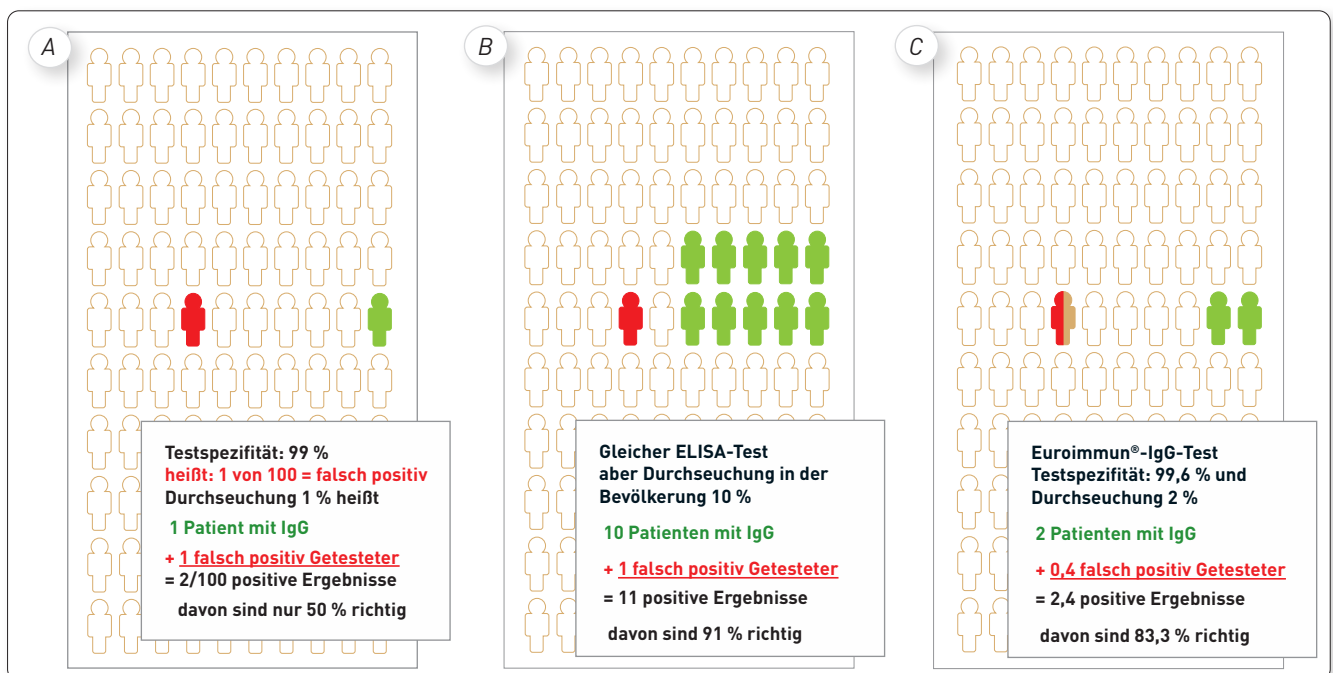 A
Testspezifität: 99 %
heißt: 1 von 100 = falsch positiv
Durchseuchung 1 % heißt
1 Patient mit IgG
+ 1 falsch positiv Getesteter
= 2/100 positive Ergebnisse
davon sind nur 50 % richtig
B
Gleicher ELISA-Test
aber Durchseuchung in der
Bevölkerung 10 %
10 Patienten mit IgG
+ 1 falsch positiv Getesteter
= 11 positive Ergebnisse
davon sind 91 % richtig
C
Euroimmun®-IgG-Test
Testspezifität: 99,6 % und
Durchseuchung 2 %
2 Patienten mit IgG
+ 0,4 falsch positiv Getesteter
= 2,4 positive Ergebnisse
davon sind 83,3 % richtig